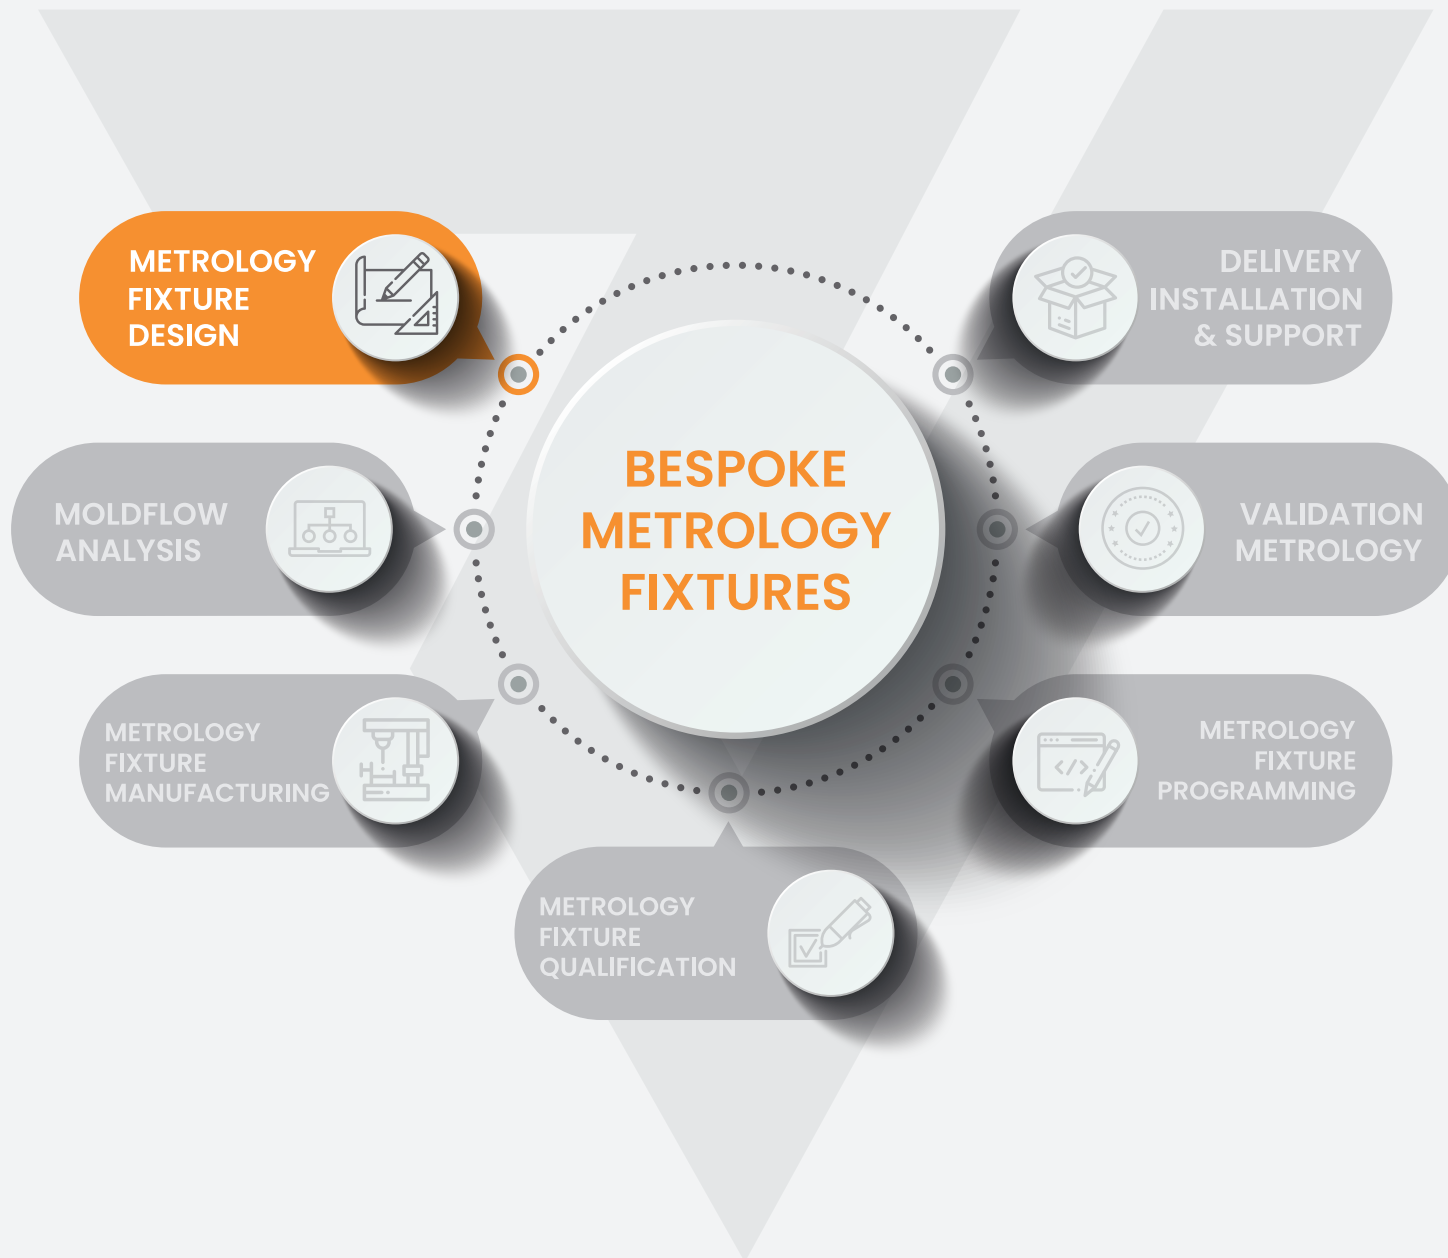 METROLOGY
FIXTURE
DESIGN
DELIVERY
INSTALLATION
& SUPPORT
BESPOKE
METROLOGY
FIXTURES
MOLDFLOW
ANALYSIS
VALIDATION
METROLOGY
METROLOGY
FIXTURE
MANUFACTURING
METROLOGY
FIXTURE
PROGRAMMING
METROLOGY
FIXTURE
QUALIFICATION